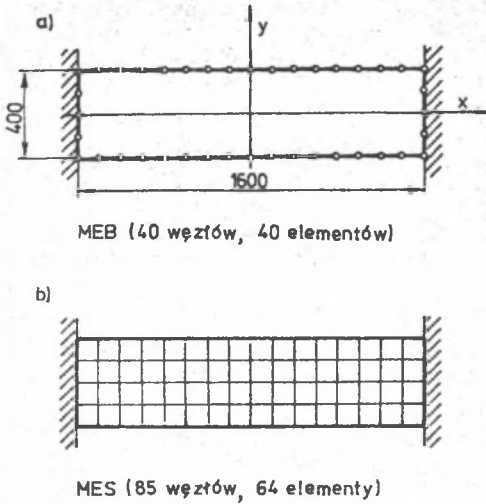 a)
y
x
400
1600
MEB (40 węzłów, 40 elementów)
b)
MES (85 węzłów, 64 elementy)